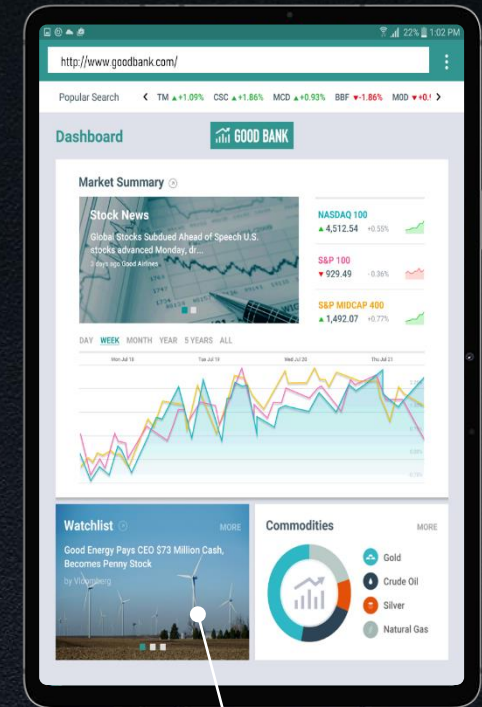 22% 1:02 PM
http://www.goodbank.com/
Popular Search TM ▲+1.09% CSC ▲+1.86% MCD ▲+0.93% BBF ▼-1.86% MOD ▼+0.
Dashboard
GOOD BANK
Market Summary
Stock News
Global Stocks Subdued Ahead of Speech U.S.
stocks advanced Monday, dr...
2 days ago Good Airlines
NASDAQ 100
▲ 4,512.54 +0.55%
S&P 100
▼ 929.49 -0.36%
S&P MIDCAP 400
▲ 1,492.07 +0.77%
DAY WEEK MONTH YEAR 5 YEARS ALL
Mon Jul 18 Tue Jul 19 Wed Jul 20 Thu Jul 21
Watchlist MORE
Good Energy Pays CEO $73 Million Cash,
Becomes Penny Stock
Commodities MORE
Gold
Crude Oil
Silver
Natural Gas